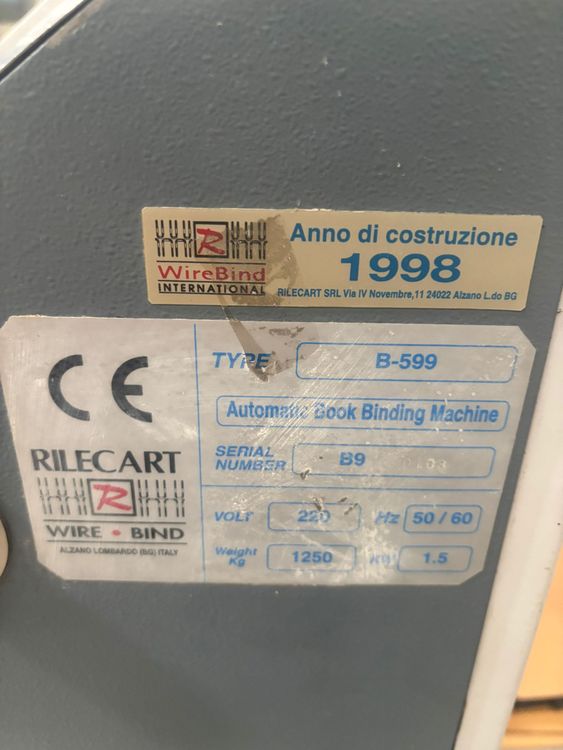 R
WireBind
INTERNATIONAL
Anno di costruzione
1998
RILECART SRL Via IV Novembre,11 24022 Alzano L.do BG
CE
RILECART
R
WIRE • BIND
ALZANO LOMBARDO (BG) ITALY
TYPE B-599
Automatic Book Binding Machine
SERIAL
NUMBER B9 0103
VOLT 220 Hz 50 / 60
Weight
Kg 1250 1.5